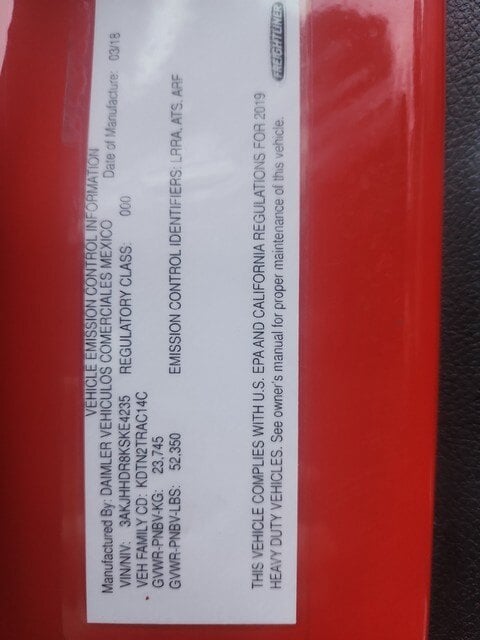 VEHICLE EMISSION CONTROL INFORMATION
Manufactured By: DAIMLER VEHICULOS COMERCIALES MEXICO Date of Manufacture: 03/18
VIN/NIV: 3AKJHHDR8KSKE4235 REGULATORY CLASS: 000
VEH FAMILY CD: KDTN2TRAC14C
GVWR-PNBV-KG: 23,745
GVWR-PNBV-LBS: 52,350 EMISSION CONTROL IDENTIFIERS: LRRA, ATS, ARF
THIS VEHICLE COMPLIES WITH U.S. EPA AND CALIFORNIA REGULATIONS FOR 2019
HEAVY DUTY VEHICLES. See owner's manual for proper maintenance of this vehicle.
FREIGHTLINER